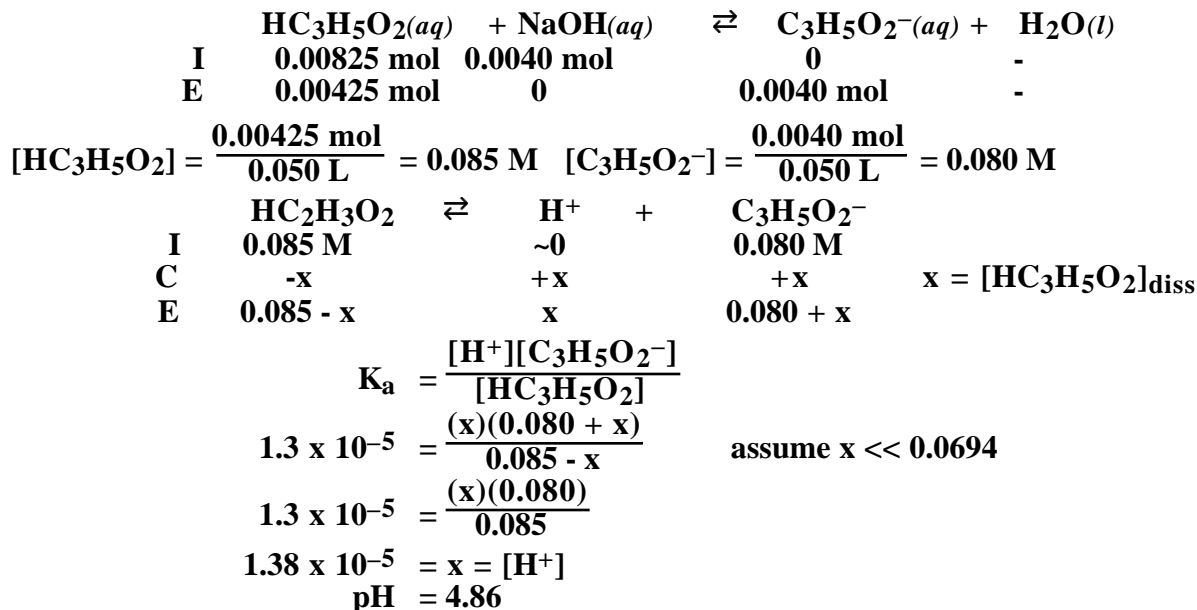 HC3H5O2(aq) + NaOH(aq) ⇄ C3H5O2–(aq) + H2O(l)
I 0.00825 mol 0.0040 mol 0 -
E 0.00425 mol 0 0.0040 mol -
[HC3H5O2] = 0.00425 mol / 0.050 L = 0.085 M [C3H5O2–] = 0.0040 mol / 0.050 L = 0.080 M
HC2H3O2 ⇄ H+ + C3H5O2–
I 0.085 M ~0 0.080 M
C -x +x +x x = [HC3H5O2]diss
E 0.085 - x x 0.080 + x
Ka = [H+][C3H5O2–] / [HC3H5O2]
1.3 x 10–5 = (x)(0.080 + x) / 0.085 - x assume x << 0.0694
1.3 x 10–5 = (x)(0.080) / 0.085
1.38 x 10–5 = x = [H+]
pH = 4.86